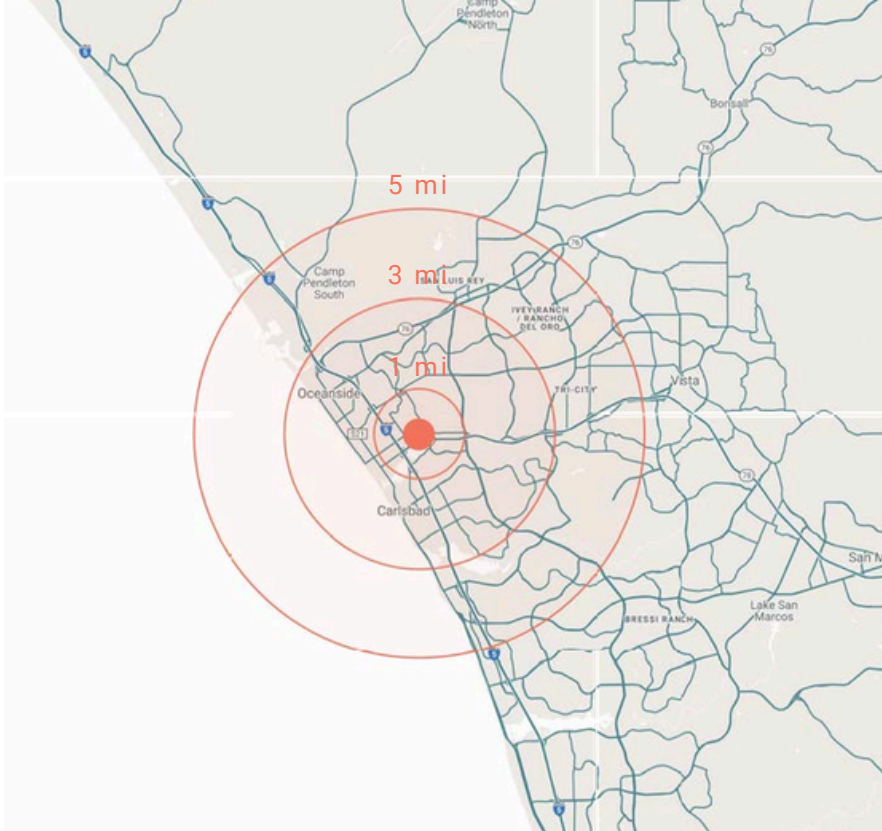 Camp
Pendleton
North
5
76
Bonsall
76
5 mi
5
76
Camp
Pendleton
South
5
3 mi
SAN LUIS REY
IVEY RANCH
/ RANCHO
DEL ORO
76
1 mi
Vista
TRI-CITY
Oceanside
5
S21
78
Carlsbad
San M
Lake San
Marcos
BRESSI RANCH
5
5